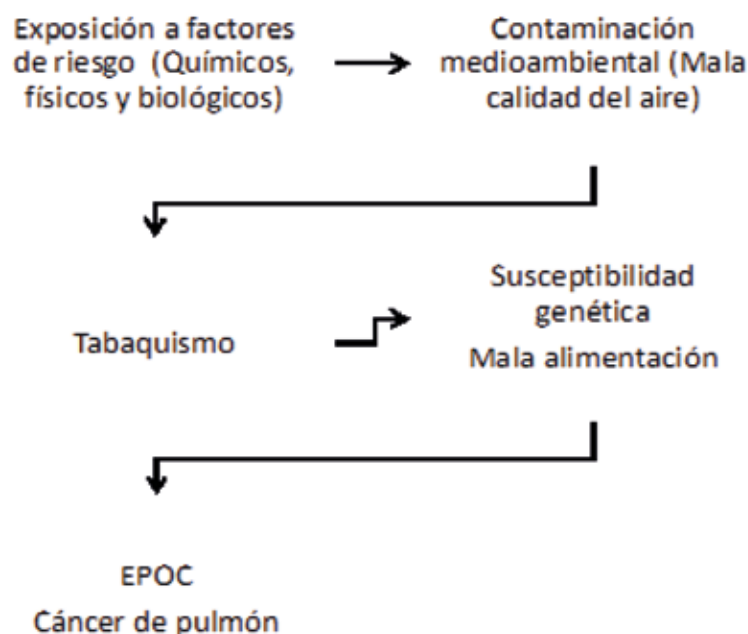 Exposición a factores
de riesgo (Químicos,
físicos y biológicos)
Contaminación
medioambiental (Mala
calidad del aire)
Tabaquismo
Susceptibilidad
genética
Mala alimentación
EPOC
Cáncer de pulmón